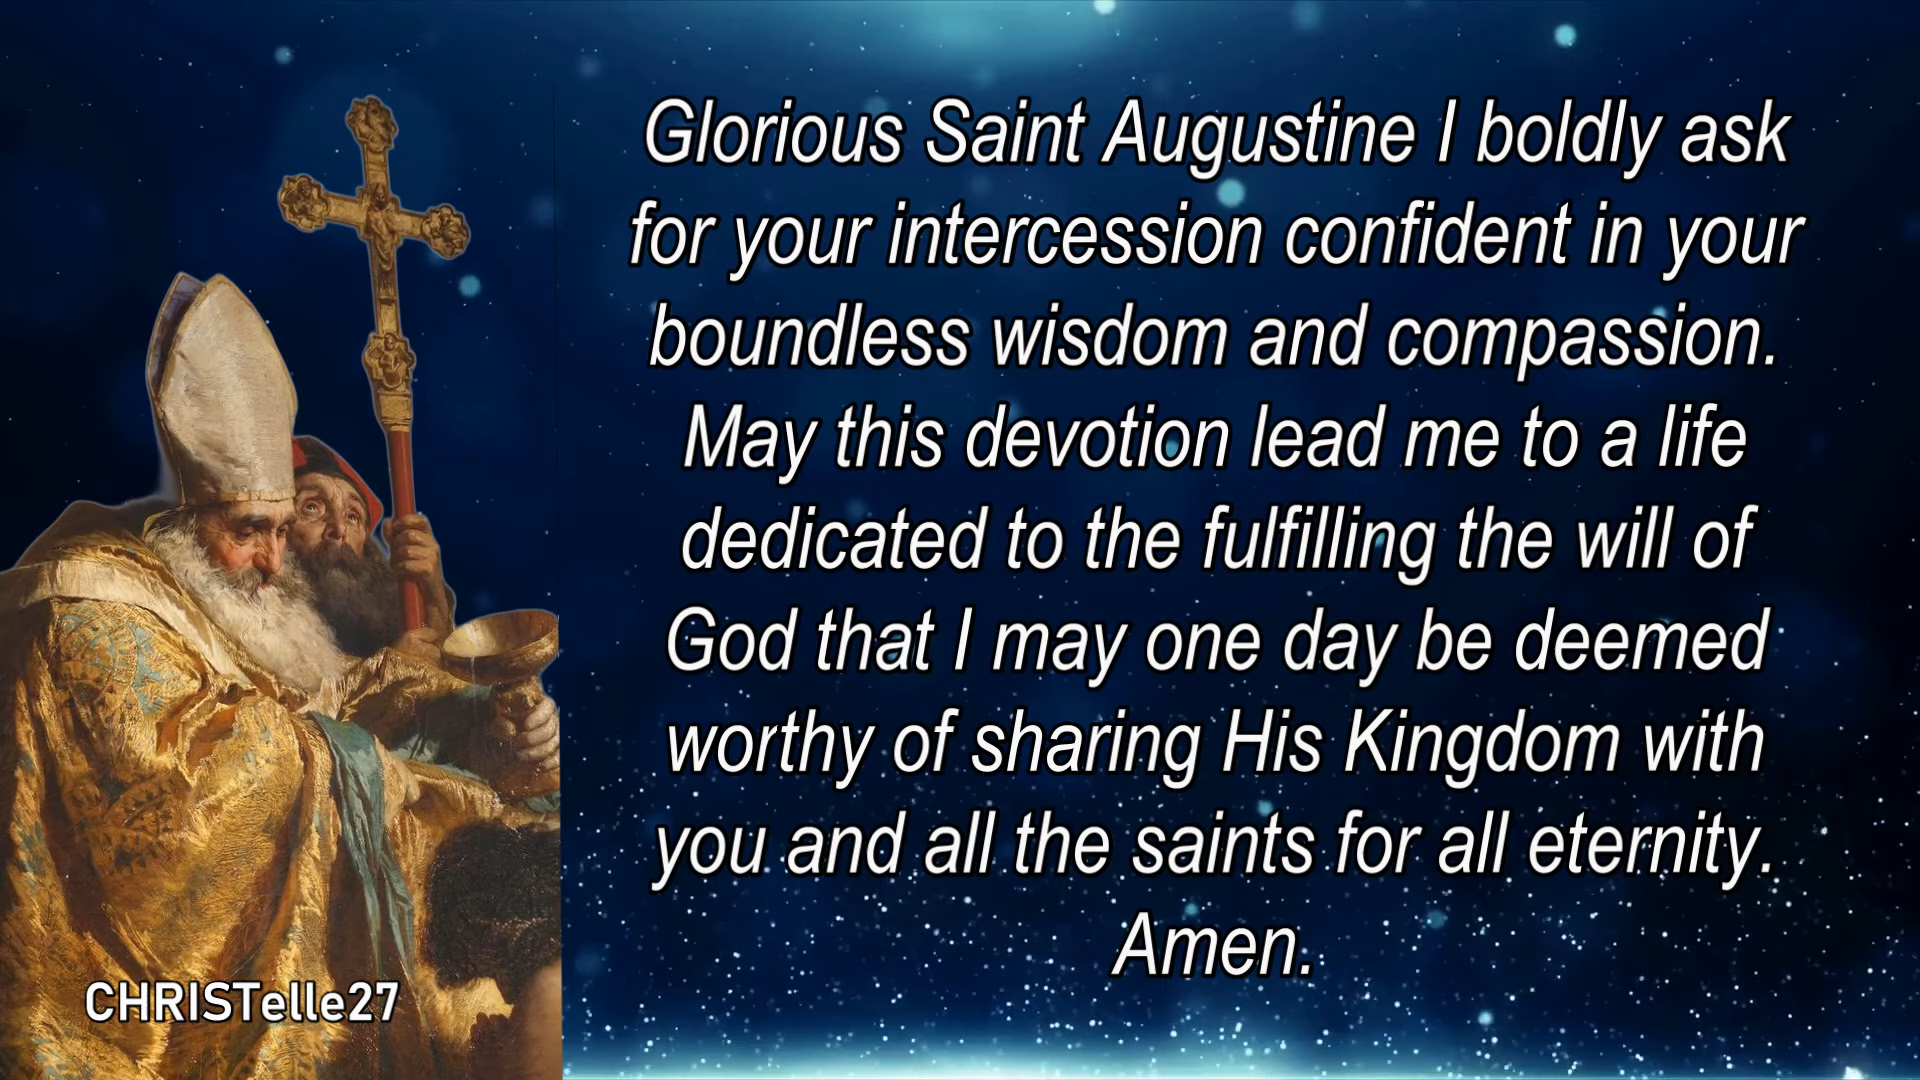 Glorious Saint Augustine I boldly ask
for your intercession confident in your
boundless wisdom and compassion.
May this devotion lead me to a life
dedicated to the fulfilling the will of
God that I may one day be deemed
worthy of sharing His Kingdom with
you and all the saints for all eternity.
Amen.
CHRISTelle27